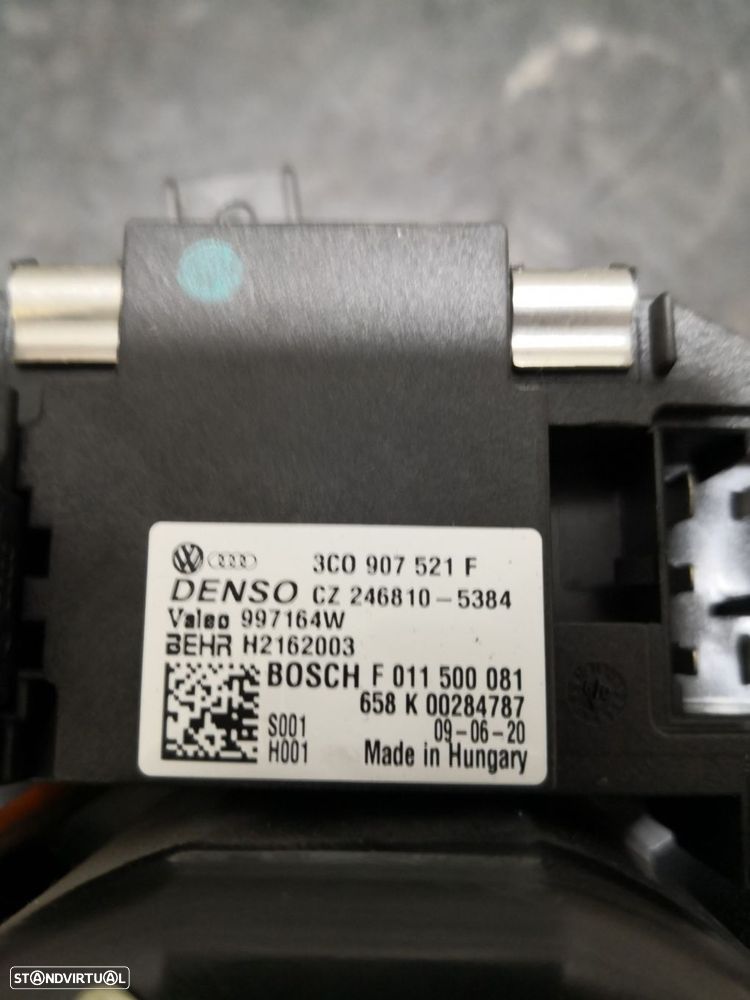 3C0 907 521 F
DENSO CZ 246810-5384
Valeo 997164W
BEHR H2162003
BOSCH F 011 500 081
658 K 00284787
S001 09-06-20
H001 Made in Hungary
STANDVIRTUAL